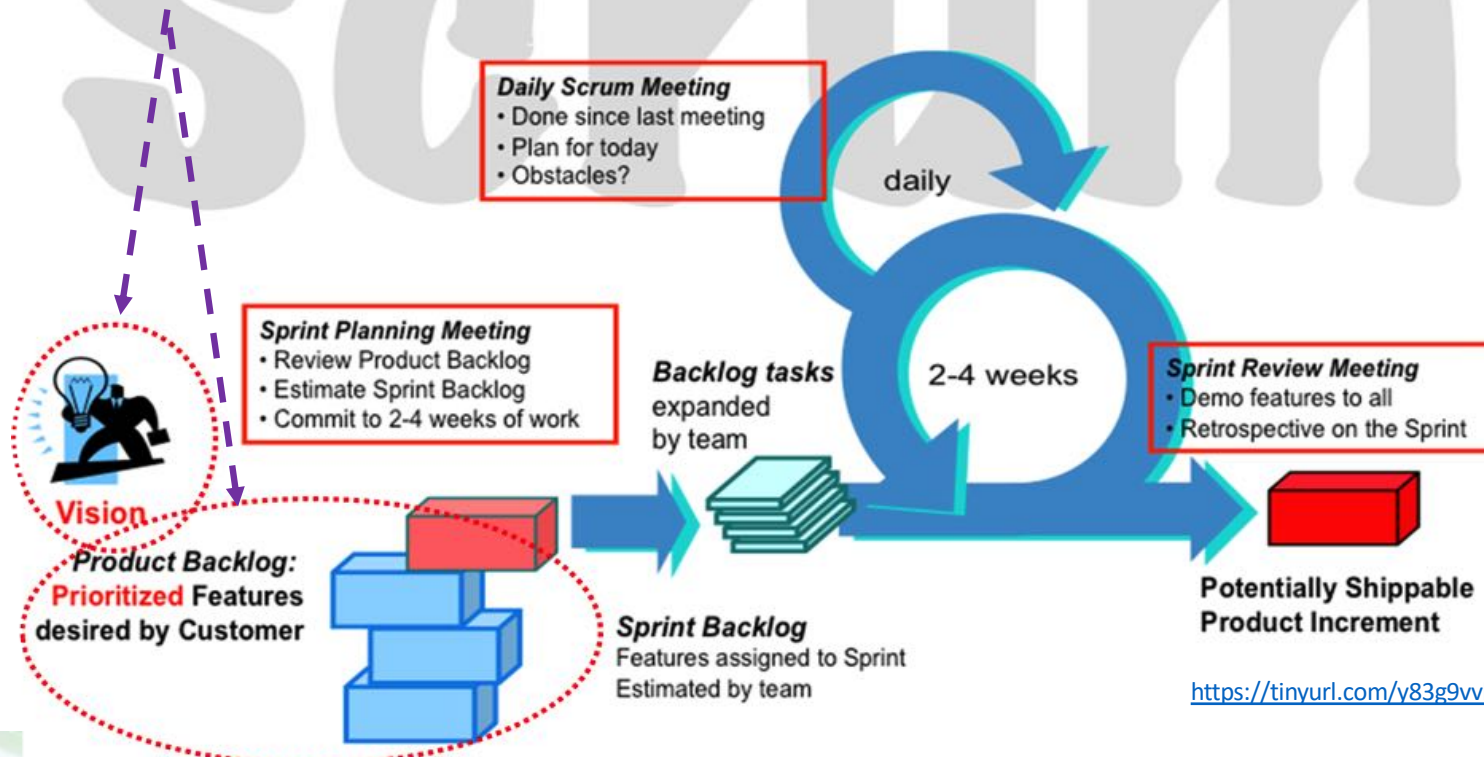 Scrum
Daily Scrum Meeting
• Done since last meeting
• Plan for today
• Obstacles?
daily
Sprint Planning Meeting
• Review Product Backlog
• Estimate Sprint Backlog
• Commit to 2-4 weeks of work
Backlog tasks
expanded
by team
2-4 weeks
Sprint Review Meeting
• Demo features to all
• Retrospective on the Sprint
Vision
Product Backlog:
Prioritized Features
desired by Customer
Sprint Backlog
Features assigned to Sprint
Estimated by team
Potentially Shippable
Product Increment
https://tinyurl.com/y83g9vv